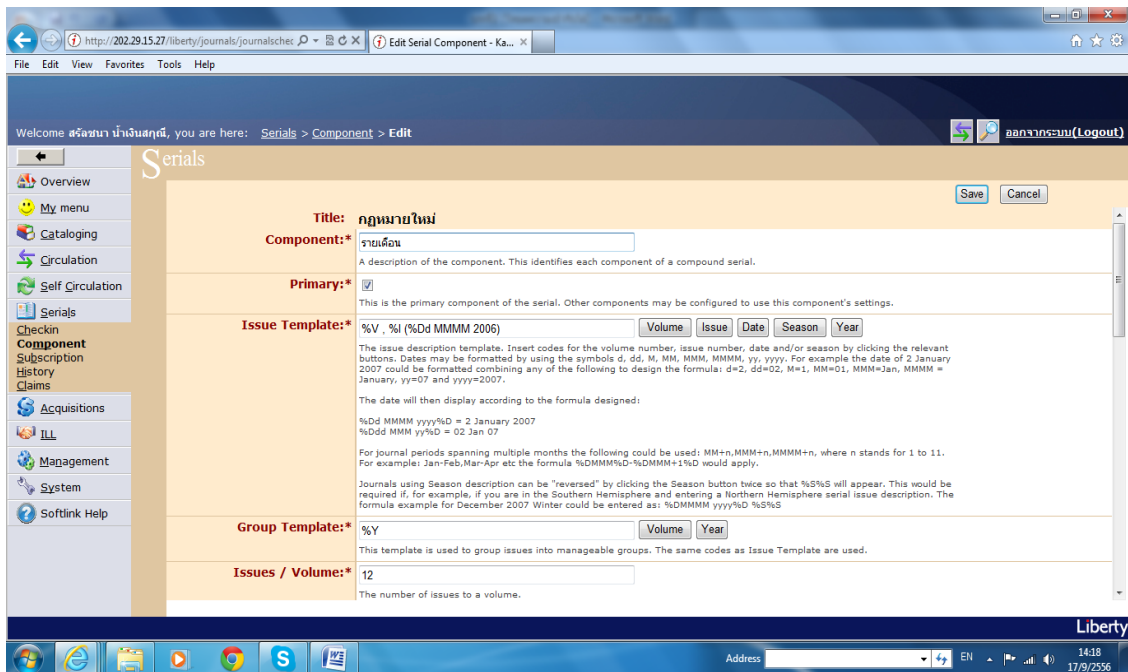 http://202.29.15.27/liberty/journals/journalschec
Edit Serial Component - Ka...
File Edit View Favorites Tools Help
Welcome สรัลชนา น้ำเงินสกุณี, you are here: Serials > Component > Edit
ออกจากระบบ(Logout)
Serials
Overview
My menu
Cataloging
Circulation
Self Circulation
Serials
Checkin
Component
Subscription
History
Claims
Acquisitions
ILL
Management
System
Softlink Help
Save Cancel
Title: กฎหมายใหม่
Component:* รายเดือน
A description of the component. This identifies each component of a compound serial.
Primary:*
This is the primary component of the serial. Other components may be configured to use this component's settings.
Issue Template:* %V , %I (%Dd MMMM 2006) Volume Issue Date Season Year
The issue description template. Insert codes for the volume number, issue number, date and/or season by clicking the relevant
buttons. Dates may be formatted by using the symbols d, dd, M, MM, MMM, MMMM, yy, yyyy. For example the date of 2 January
2007 could be formatted combining any of the following to design the formula: d=2, dd=02, M=1, MM=01, MMM=Jan, MMMM =
January, yy=07 and yyyy=2007.
The date will then display according to the formula designed:
%Dd MMMM yyyy%D = 2 January 2007
%Ddd MMM yy%D = 02 Jan 07
For journal periods spanning multiple months the following could be used: MM+n,MMM+n,MMMM+n, where n stands for 1 to 11.
For example: Jan-Feb,Mar-Apr etc the formula %DMMM%D-%DMMM+1%D would apply.
Journals using Season description can be "reversed" by clicking the Season button twice so that %S%S will appear. This would be
required if, for example, if you are in the Southern Hemisphere and entering a Northern Hemisphere serial issue description. The
formula example for December 2007 Winter could be entered as: %DMMMM yyyy%D %S%S
Group Template:* %Y Volume Year
This template is used to group issues into manageable groups. The same codes as Issue Template are used.
Issues / Volume:* 12
The number of issues to a volume.
Liberty
Address
EN
14:18
17/9/2556